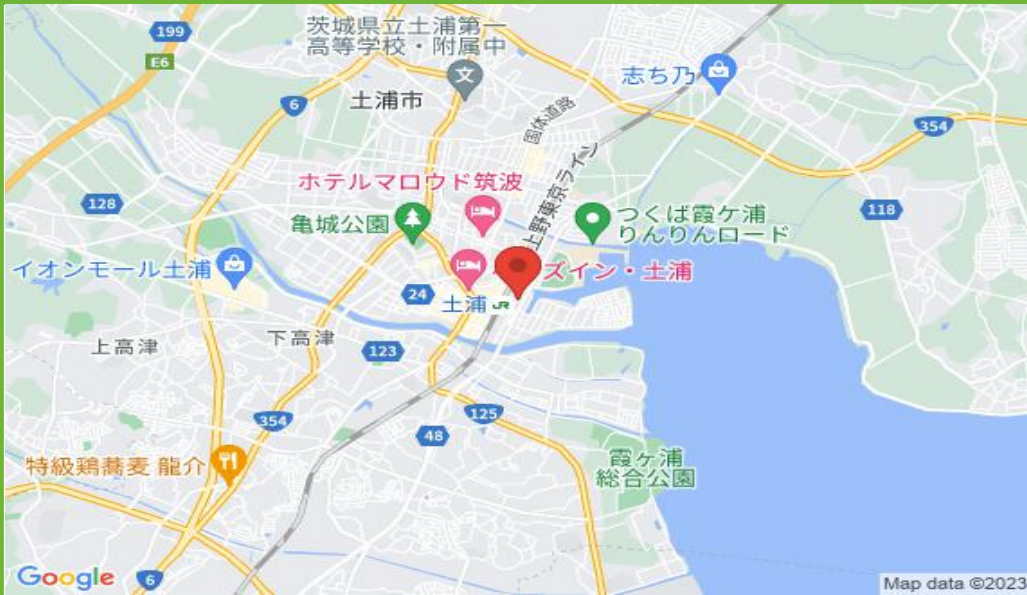 199
茨城県立土浦第一
高等学校・附属中
E6
6
土浦市
志ち乃
国体道路
354
上野東京ライン
128
ホテルマロウド筑波
亀城公園
つくば霞ケ浦
りんりんロード
118
イオンモール土浦
ズイン・土浦
24
土浦
JR
上高津
下高津
123
354
125
48
特級鶏蕎麦 龍介
霞ヶ浦
総合公園
Google
6
Map data ©2023